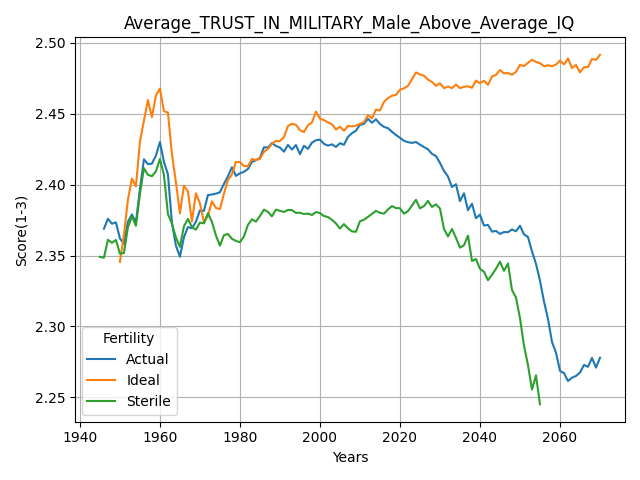 Average_TRUST_IN_MILITARY_Male_Above_Average_IQ
Score(1-3)
2.50
2.45
2.40
2.35
2.30
2.25
Fertility
Actual
Ideal
Sterile
1940 1960 1980 2000 2020 2040 2060
Years